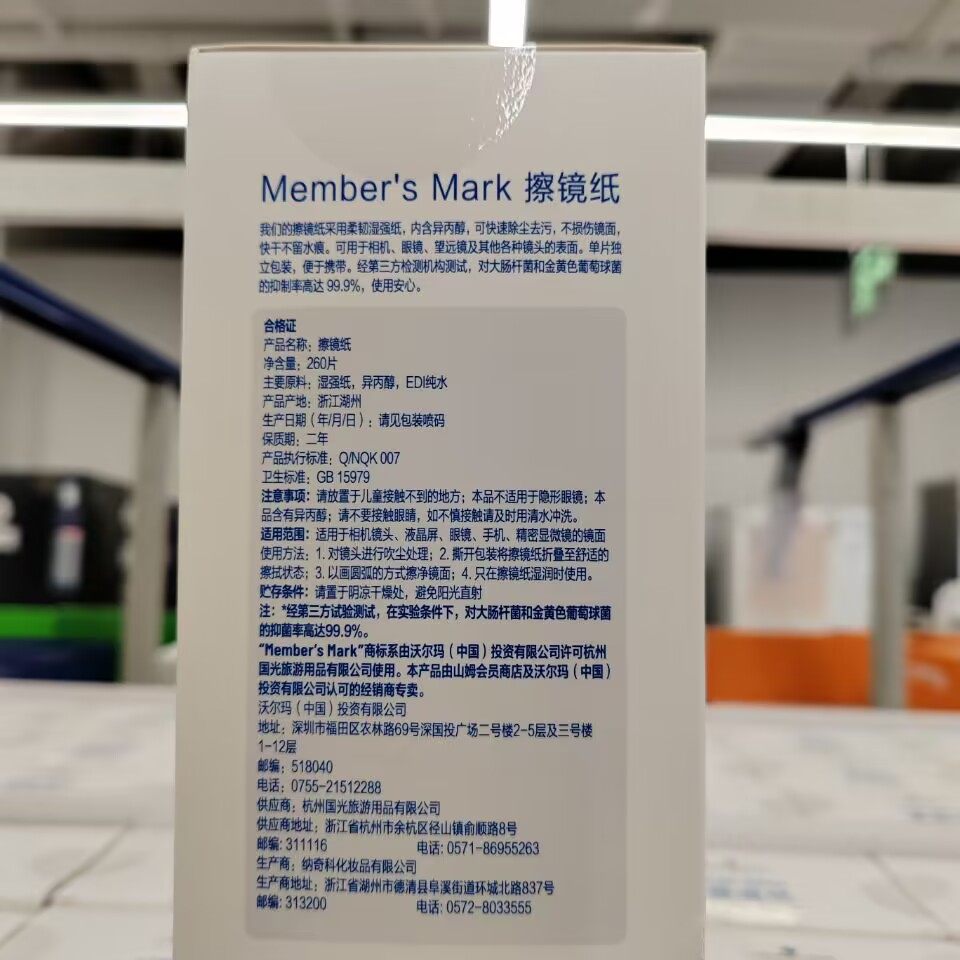 Member's Mark 擦镜纸
我们的擦镜纸采用柔韧湿强纸，内含异丙醇，可快速除尘去污，不损伤镜面，
快干不留水痕。可用于相机、眼镜、望远镜及其他各种镜头的表面。单片独
立包装，便于携带。经第三方检测机构测试，对大肠杆菌和金黄色葡萄球菌
的抑制率高达 99.9%，使用安心。
合格证
产品名称：擦镜纸
净含量：260片
主要原料：湿强纸，异丙醇，EDI纯水
产品产地：浙江湖州
生产日期（年/月/日）：请见包装喷码
保质期：二年
产品执行标准：Q/NQK 007
卫生标准：GB 15979
注意事项：请放置于儿童接触不到的地方；本品不适用于隐形眼镜；本
品含有异丙醇；请不要接触眼睛，如不慎接触请及时用清水冲洗。
适用范围：适用于相机镜头、液晶屏、眼镜、手机、精密显微镜的镜面
使用方法：1. 对镜头进行吹尘处理；2. 撕开包装将擦镜纸折叠至舒适的
擦拭状态；3. 以画圆弧的方式擦净镜面；4. 只在擦镜纸湿润时使用。
贮存条件：请置于阴凉干燥处，避免阳光直射
注：*经第三方试验测试，在实验条件下，对大肠杆菌和金黄色葡萄球菌
的抑菌率高达99.9%。
“Member's Mark”商标系由沃尔玛（中国）投资有限公司许可杭州
国光旅游用品有限公司使用。本产品由山姆会员商店及沃尔玛（中国）
投资有限公司认可的经销商专卖。
沃尔玛（中国）投资有限公司
地址：深圳市福田区农林路69号深国投广场二号楼2-5层及三号楼
1-12层
邮编：518040
电话：0755-21512288
供应商：杭州国光旅游用品有限公司
供应商地址：浙江省杭州市余杭区径山镇俞顺路8号
邮编：311116 电话：0571-86955263
生产商：纳奇科化妆品有限公司
生产商地址：浙江省湖州市德清县阜溪街道环城北路837号
邮编：313200 电话：0572-8033555